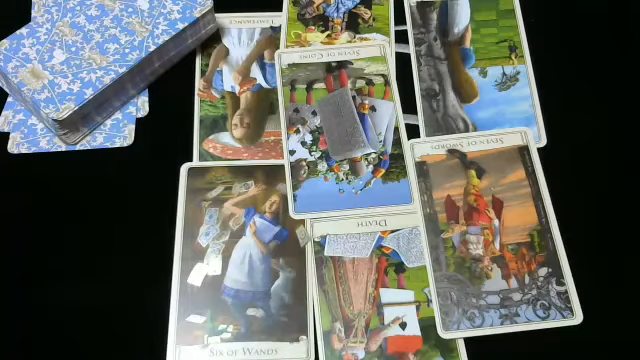 TEMPERANCE
SEVEN OF COINS
SEVEN OF SWORDS
DEATH
SIX OF WANDS